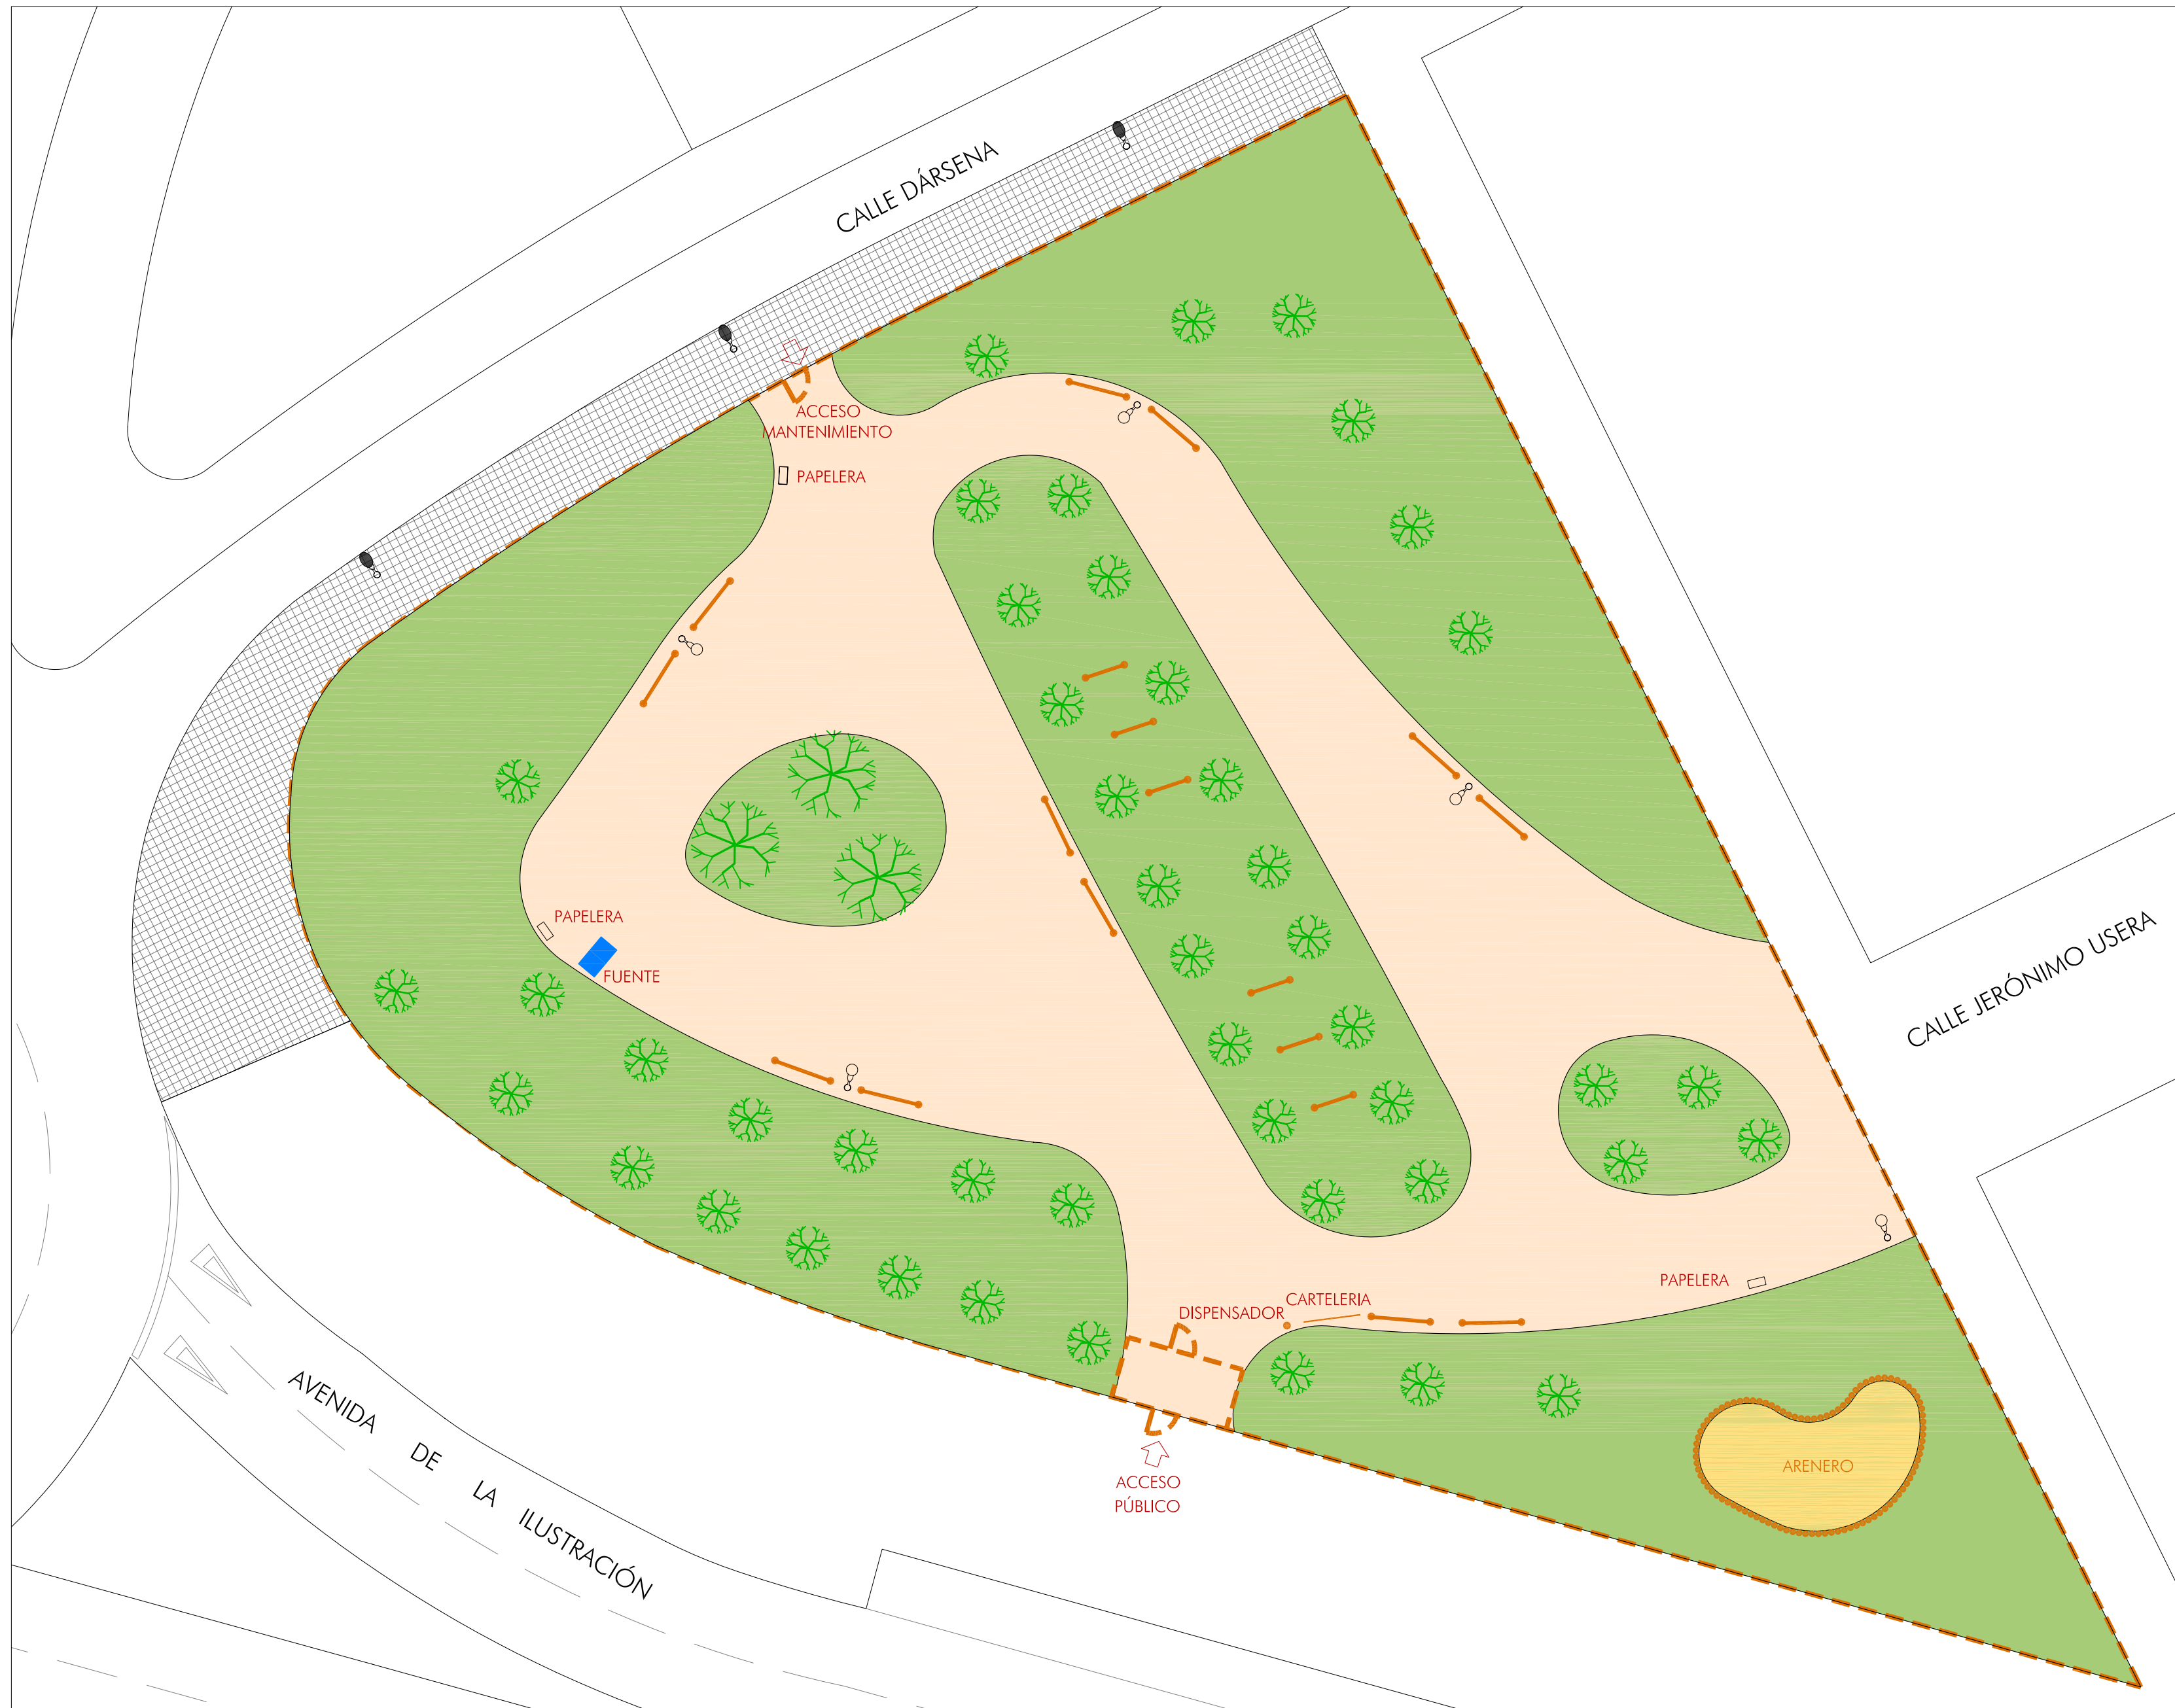 CALLE DÁRSENA
ACCESO
MANTENIMIENTO
PAPELERA
PAPELERA
FUENTE
CALLE JERÓNIMO USERA
PAPELERA
CARTELERIA
DISPENSADOR
ARENERO
ACCESO
PÚBLICO
AVENIDA DE LA ILUSTRACIÓN